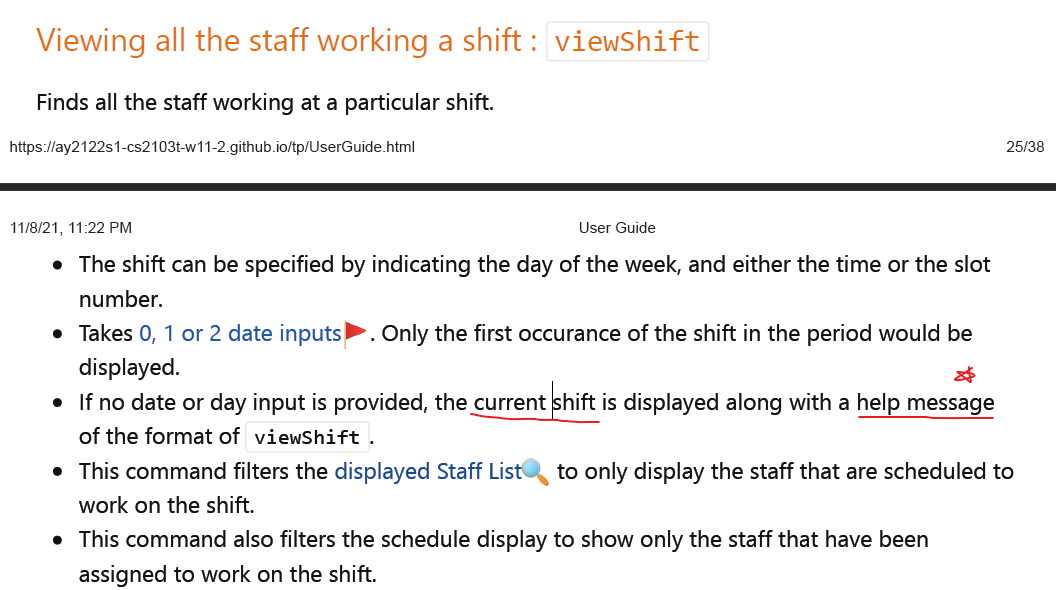 Viewing all the staff working a shift : viewShift
Finds all the staff working at a particular shift.
https://ay2122s1-cs2103t-w11-2.github.io/tp/UserGuide.html 25/38
11/8/21, 11:22 PM User Guide
• The shift can be specified by indicating the day of the week, and either the time or the slot
number.
• Takes 0, 1 or 2 date inputs🚩. Only the first occurance of the shift in the period would be
displayed.
• If no date or day input is provided, the current shift is displayed along with a help message
of the format of viewShift.
• This command filters the displayed Staff List🔍 to only display the staff that are scheduled to
work on the shift.
• This command also filters the schedule display to show only the staff that have been
assigned to work on the shift.